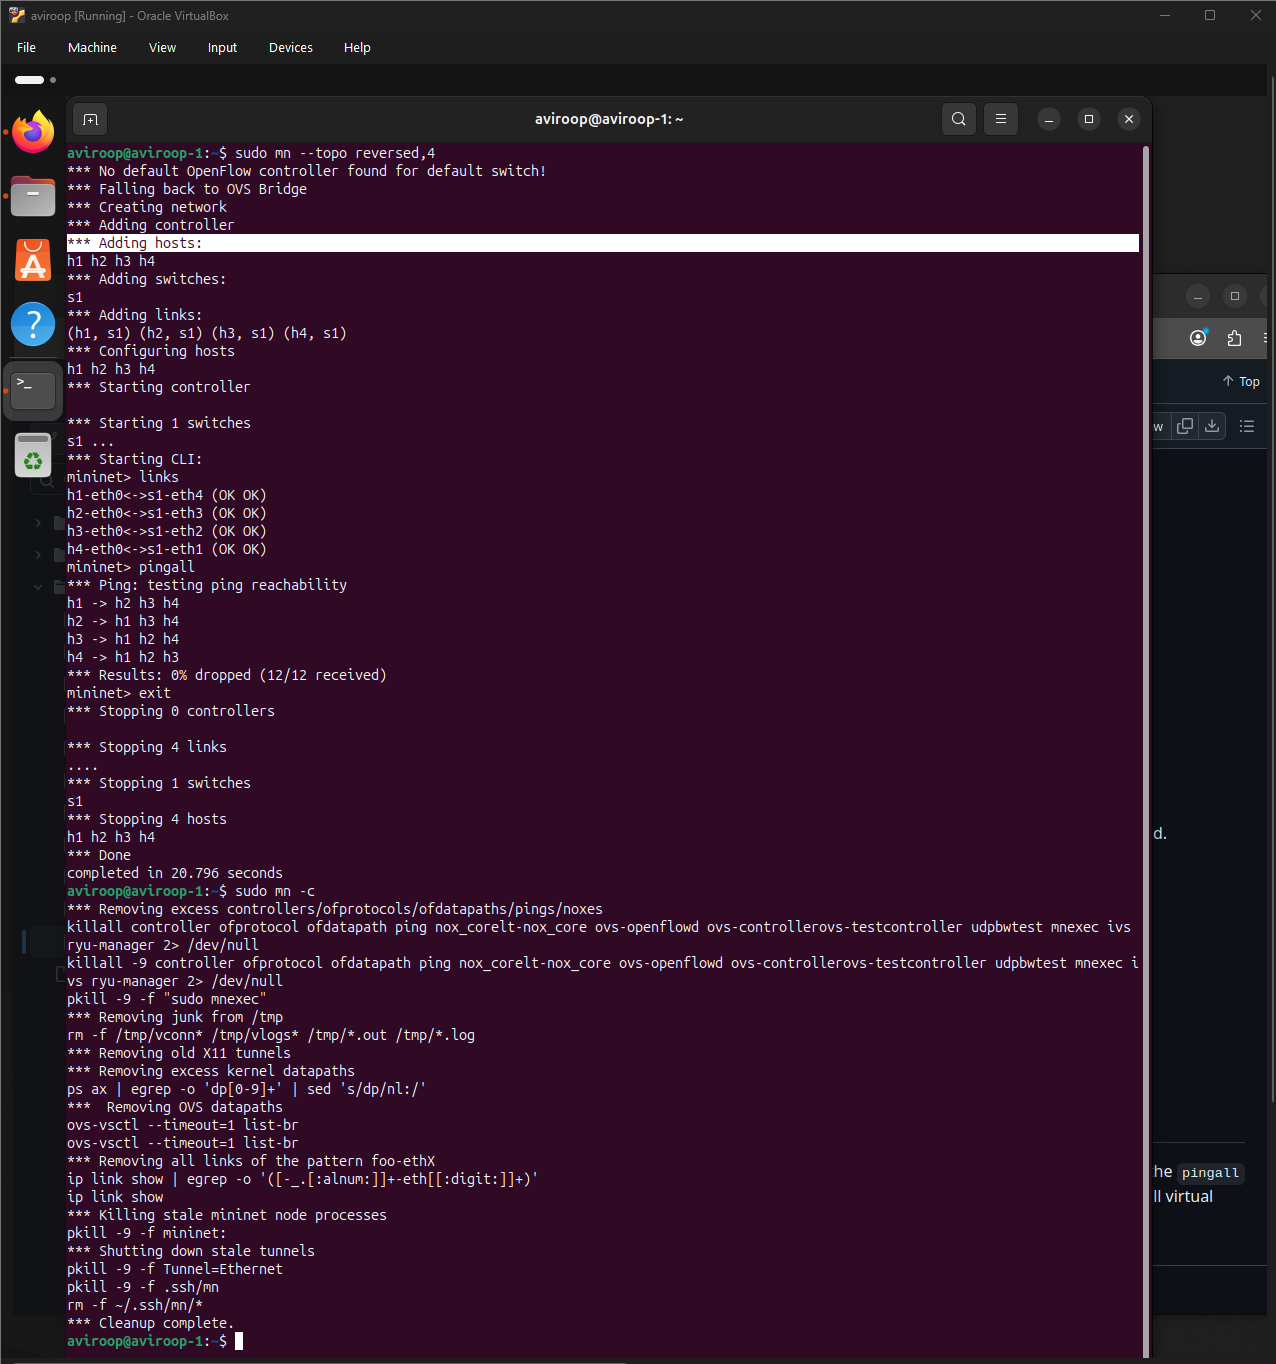 aviroop [Running] - Oracle VirtualBox
File Machine View Input Devices Help
aviroop@aviroop-1: ~
aviroop@aviroop-1:~$ sudo mn --topo reversed,4
*** No default OpenFlow controller found for default switch!
*** Falling back to OVS Bridge
*** Creating network
*** Adding controller
*** Adding hosts:
h1 h2 h3 h4
*** Adding switches:
s1
*** Adding links:
(h1, s1) (h2, s1) (h3, s1) (h4, s1)
*** Configuring hosts
h1 h2 h3 h4
*** Starting controller
*** Starting 1 switches
s1 ...
*** Starting CLI:
mininet> links
h1-eth0<->s1-eth4 (OK OK)
h2-eth0<->s1-eth3 (OK OK)
h3-eth0<->s1-eth2 (OK OK)
h4-eth0<->s1-eth1 (OK OK)
mininet> pingall
*** Ping: testing ping reachability
h1 -> h2 h3 h4
h2 -> h1 h3 h4
h3 -> h1 h2 h4
h4 -> h1 h2 h3
*** Results: 0% dropped (12/12 received)
mininet> exit
*** Stopping 0 controllers
*** Stopping 4 links
....
*** Stopping 1 switches
s1
*** Stopping 4 hosts
h1 h2 h3 h4
*** Done
completed in 20.796 seconds
aviroop@aviroop-1:~$ sudo mn -c
*** Removing excess controllers/ofprotocols/ofdatapaths/pings/noxes
killall controller ofprotocol ofdatapath ping nox_corelt-nox_core ovs-openflowd ovs-controllerovs-testcontroller udpbwtest mnexec ivs
ryu-manager 2> /dev/null
killall -9 controller ofprotocol ofdatapath ping nox_corelt-nox_core ovs-openflowd ovs-controllerovs-testcontroller udpbwtest mnexec i
vs ryu-manager 2> /dev/null
pkill -9 -f "sudo mnexec"
*** Removing junk from /tmp
rm -f /tmp/vconn* /tmp/vlogs* /tmp/*.out /tmp/*.log
*** Removing old X11 tunnels
*** Removing excess kernel datapaths
ps ax | egrep -o 'dp[0-9]+' | sed 's/dp/nl:/'
***  Removing OVS datapaths
ovs-vsctl --timeout=1 list-br
ovs-vsctl --timeout=1 list-br
*** Removing all links of the pattern foo-ethX
ip link show | egrep -o '([-_.[:alnum:]]+-eth[[:digit:]]+)'
ip link show
*** Killing stale mininet node processes
pkill -9 -f mininet:
*** Shutting down stale tunnels
pkill -9 -f Tunnel=Ethernet
pkill -9 -f .ssh/mn
rm -f ~/.ssh/mn/*
*** Cleanup complete.
aviroop@aviroop-1:~$
Top
w
d.
he pingall
ll virtual